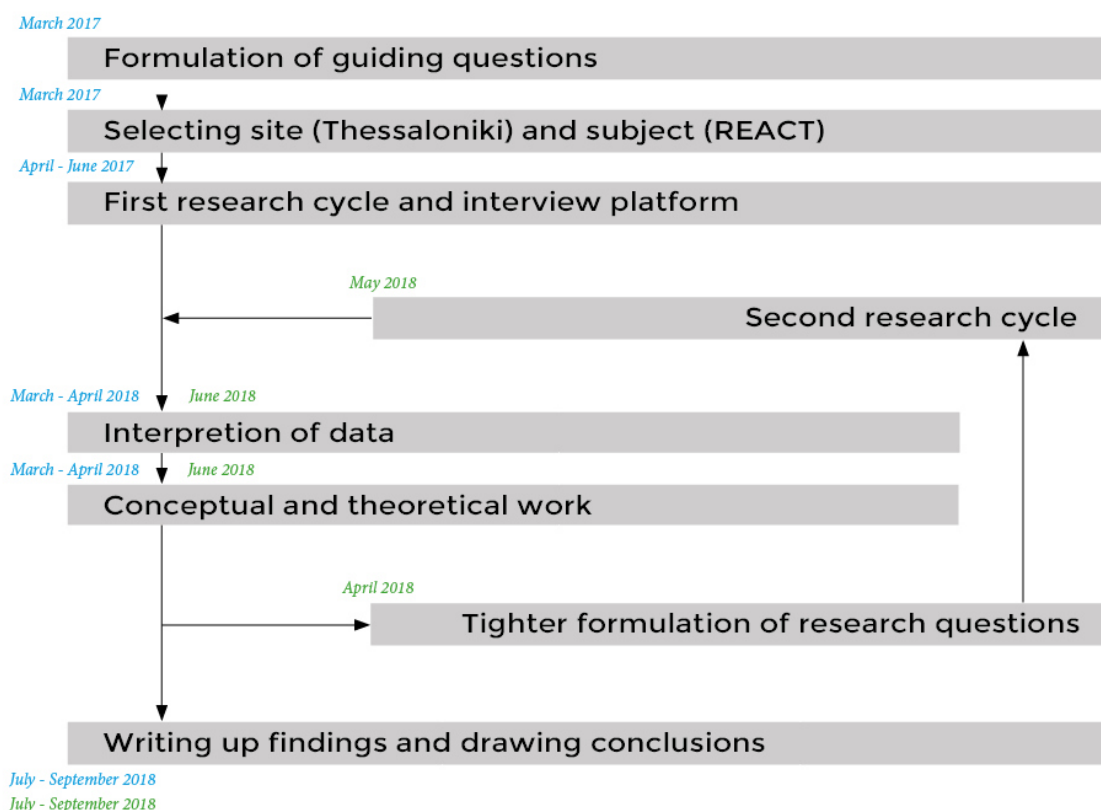 March 2017
Formulation of guiding questions
March 2017
Selecting site (Thessaloniki) and subject (REACT)
April - June 2017
First research cycle and interview platform
May 2018
Second research cycle
March - April 2018 June 2018
Interpretion of data
March - April 2018 June 2018
Conceptual and theoretical work
April 2018
Tighter formulation of research questions
Writing up findings and drawing conclusions
July - September 2018
July - September 2018